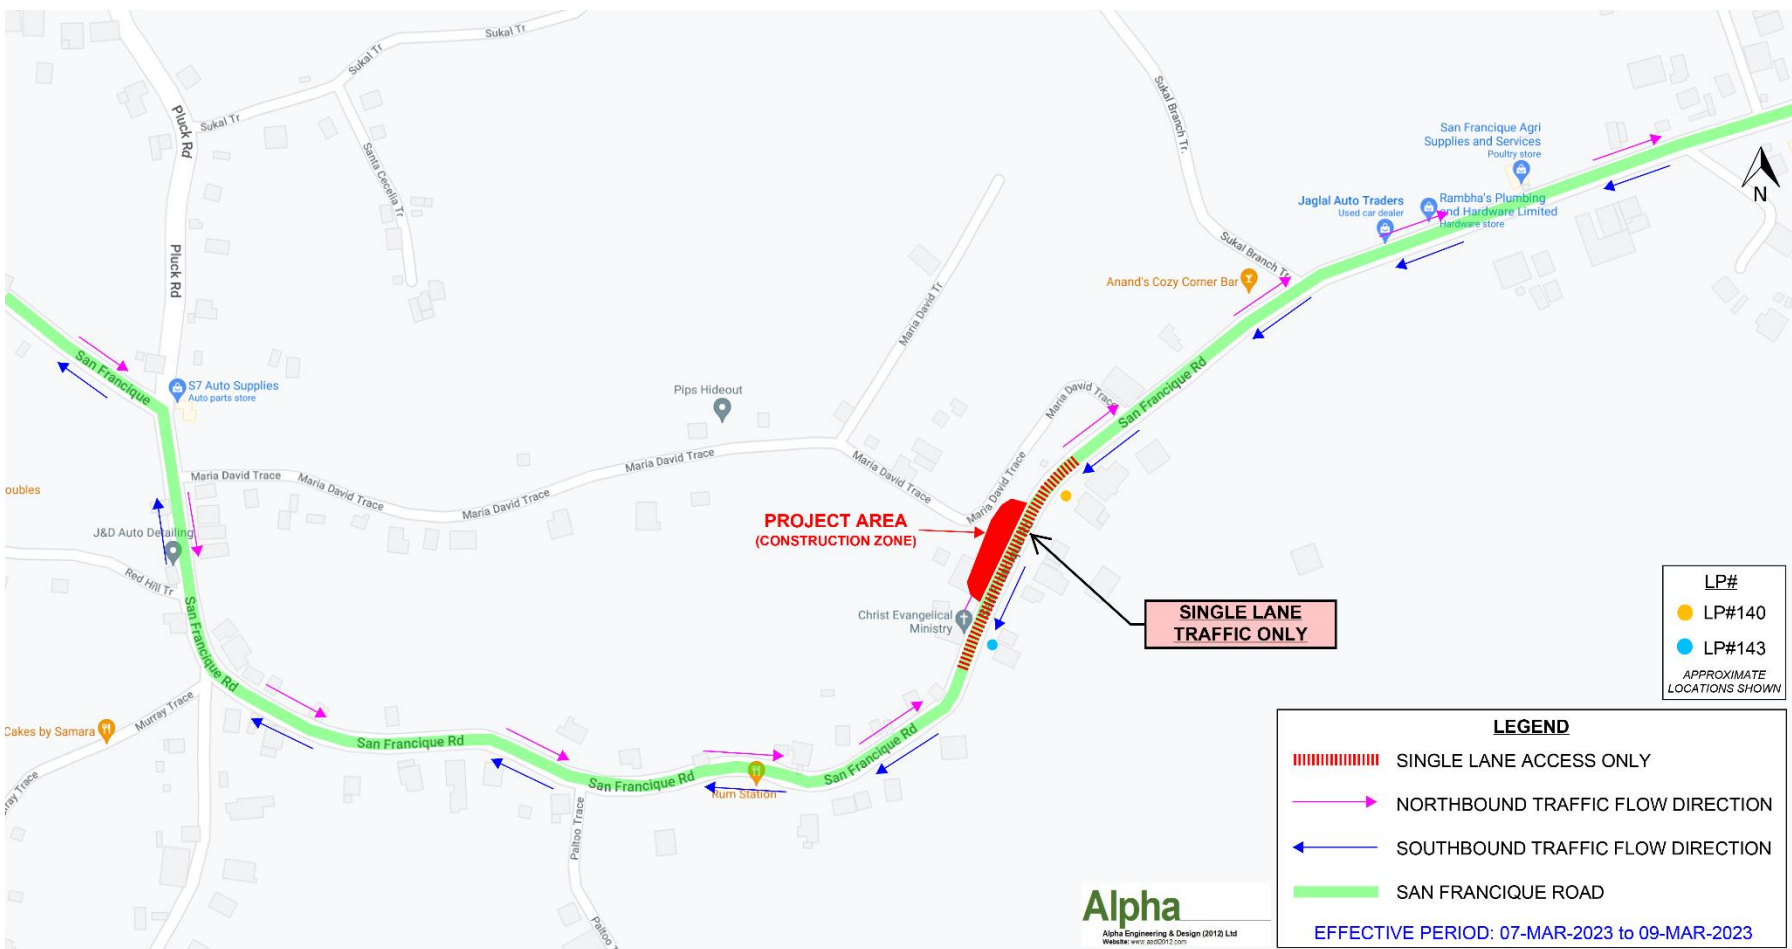 Sukal Tr
Sukal Tr
Sukal Tr
Pluck Rd
Santa Cecelia Tr
Pluck Rd
Sukal Branch Tr.
San Francique Agri
Supplies and Services
Poultry store
N
Jaglal Auto Traders
Used car dealer
Rambha's Plumbing
and Hardware Limited
Hardware store
Sukal Branch Tr.
Anand's Cozy Corner Bar
Maria David Tr
San Francique
S7 Auto Supplies
Auto parts store
Pips Hideout
Maria David Trace
San Francique Rd
Maria David Trace
Maria David Trace
Maria David Trace
Maria David Trace
Maria David Trace
Maria David Trace
oubles
J&D Auto Detailing
Red Hill Tr
PROJECT AREA
(CONSTRUCTION ZONE)
San Francique Rd
Christ Evangelical
Ministry
SINGLE LANE
TRAFFIC ONLY
LP#
LP#140
LP#143
APPROXIMATE
LOCATIONS SHOWN
Murray Trace
Cakes by Samara
rray Trace
San Francique Rd
San Francique Rd
San Francique Rd
Rum Station
Paltoo Trace
Paltoo T
LEGEND
SINGLE LANE ACCESS ONLY
NORTHBOUND TRAFFIC FLOW DIRECTION
SOUTHBOUND TRAFFIC FLOW DIRECTION
SAN FRANCIQUE ROAD
EFFECTIVE PERIOD: 07-MAR-2023 to 09-MAR-2023
Alpha
Alpha Engineering & Design (2012) Ltd
Website: www.aedl2012.com